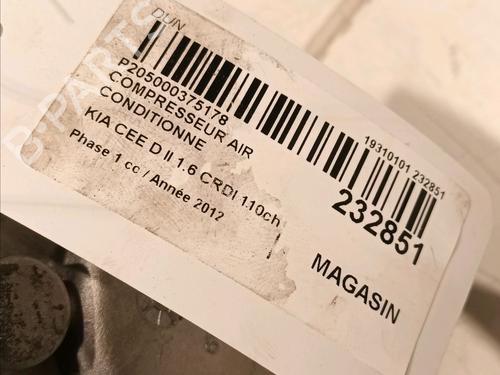 DUN
P205000375178
COMPRESSEUR AIR
CONDITIONNE
KIA CEE D II 1.6 CRDI 110ch
Phase 1 cc / Année 2012
19310101 232851
232851
MAGASIN
B-PARTS